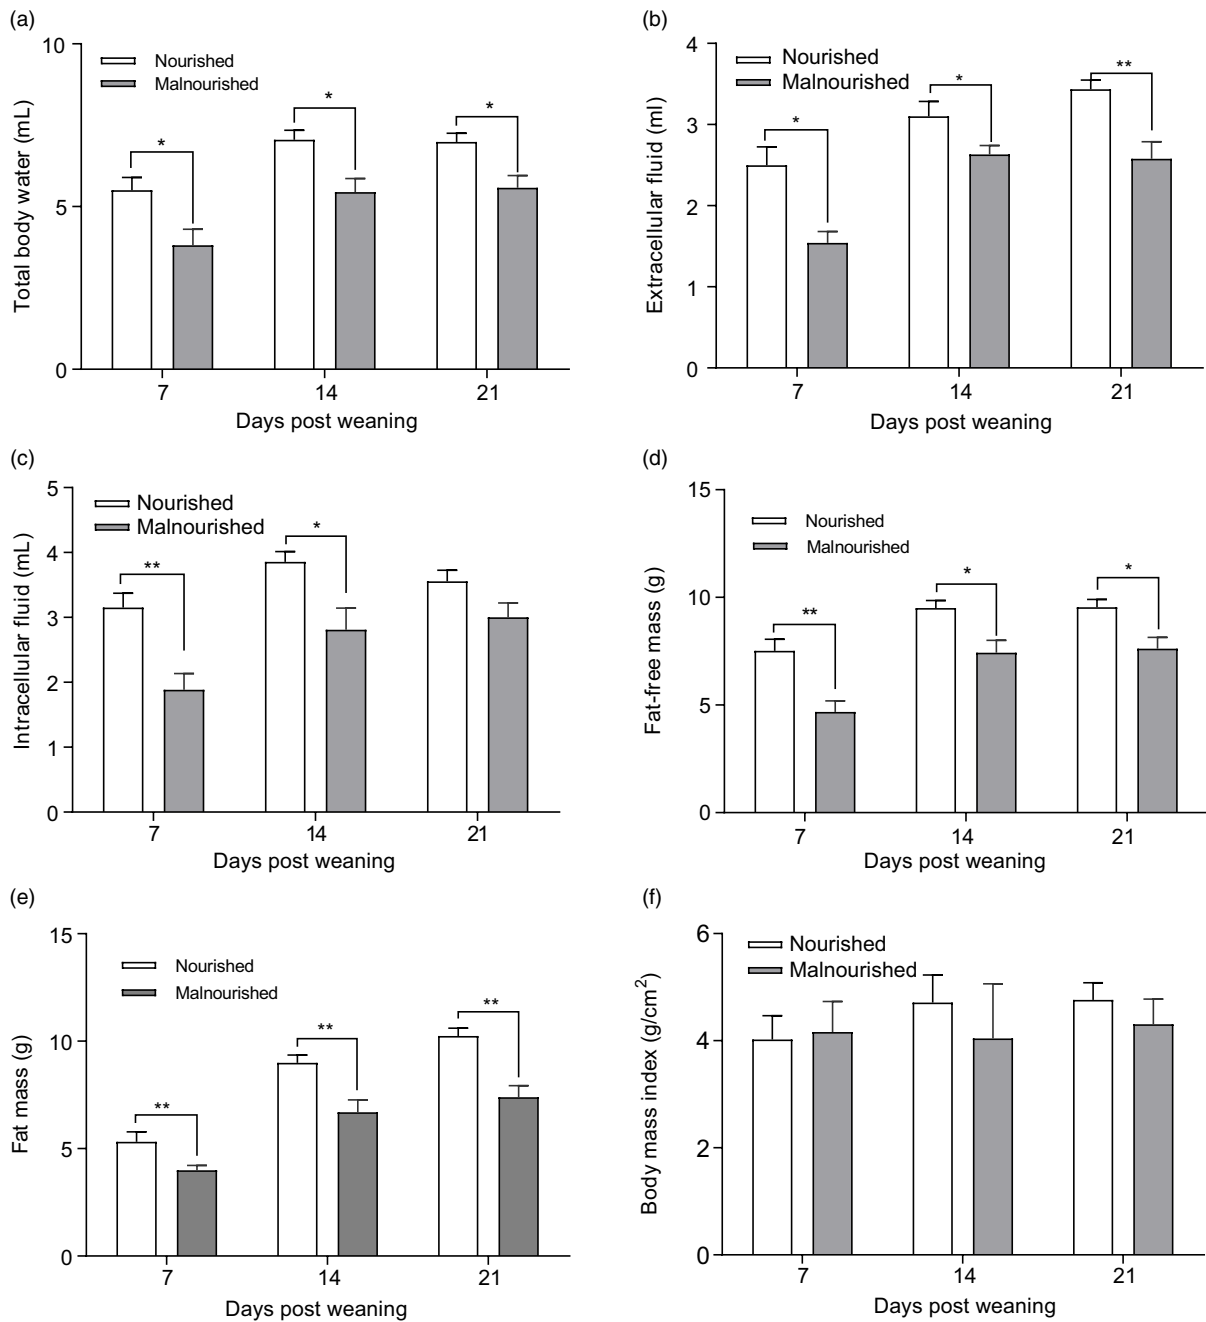 (a)
10
5
0
Total body water (mL)
Nourished
Malnourished
*
*
*
7 14 21
Days post weaning
(b)
4
3
2
1
0
Extracellular fluid (ml)
Nourished
Malnourished
*
*
**
7 14 21
Days post weaning
(c)
5
4
3
2
1
0
Intracellular fluid (mL)
Nourished
Malnourished
**
*
7 14 21
Days post weaning
(d)
15
10
5
0
Fat-free mass (g)
Nourished
Malnourished
**
*
*
7 14 21
Days post weaning
(e)
15
10
5
0
Fat mass (g)
Nourished
Malnourished
**
**
**
7 14 21
Days post weaning
(f)
6
4
2
0
Body mass index (g/cm²)
Nourished
Malnourished
7 14 21
Days post weaning